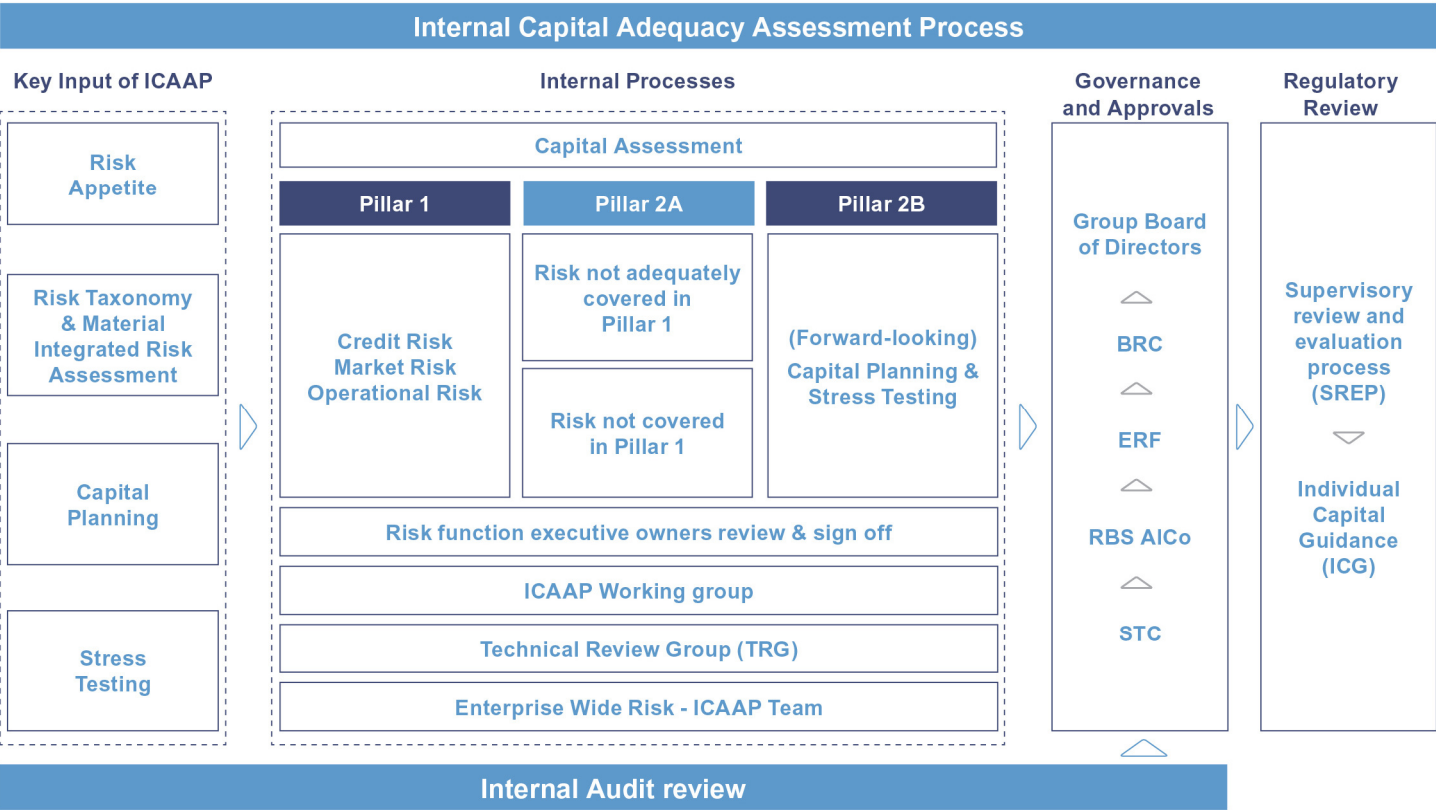 Internal Capital Adequacy Assessment Process
Key Input of ICAAP
Risk
Appetite
Risk Taxonomy
& Material
Integrated Risk
Assessment
Capital
Planning
Stress
Testing
Internal Processes
Capital Assessment
Pillar 1
Credit Risk
Market Risk
Operational Risk
Pillar 2A
Risk not adequately
covered in
Pillar 1
Risk not covered
in Pillar 1
Pillar 2B
(Forward-looking)
Capital Planning &
Stress Testing
Risk function executive owners review & sign off
ICAAP Working group
Technical Review Group (TRG)
Enterprise Wide Risk - ICAAP Team
Governance
and Approvals
Group Board
of Directors
BRC
ERF
RBS AlCo
STC
Regulatory
Review
Supervisory
review and
evaluation
process
(SREP)
Individual
Capital
Guidance
(ICG)
Internal Audit review